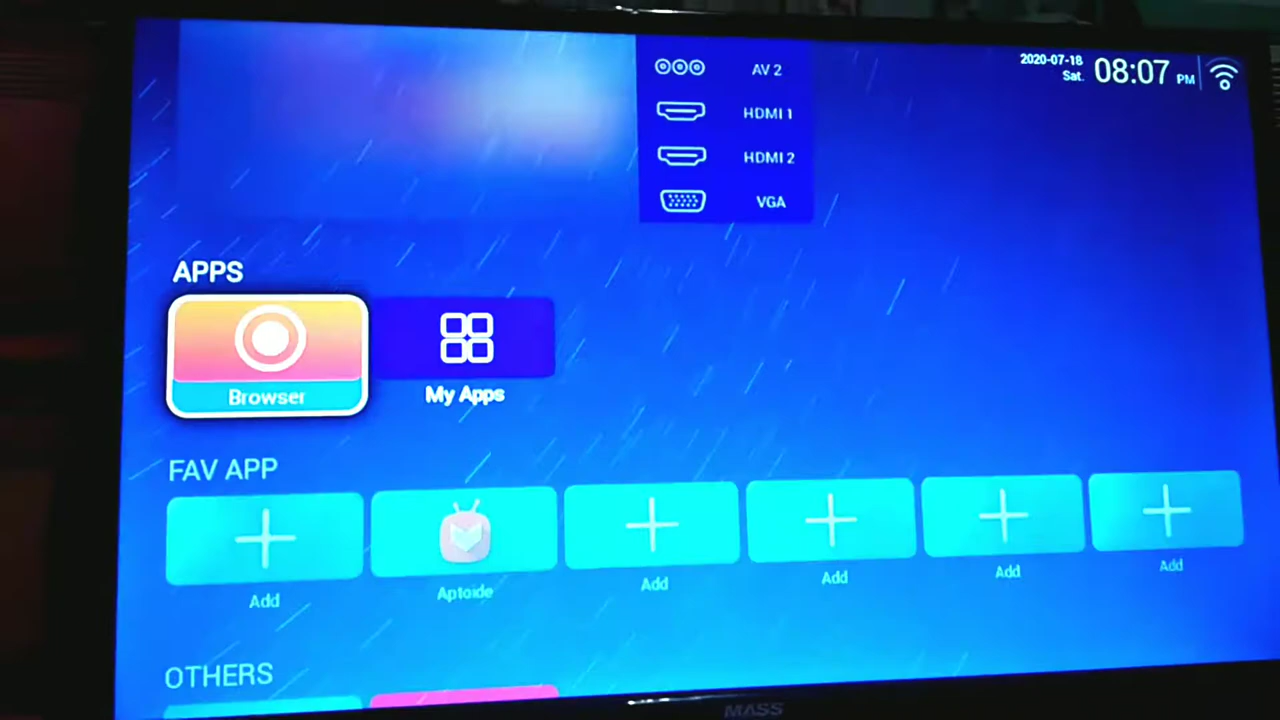 AV 2
HDMI 1
HDMI 2
VGA
2020-07-18
Sat.
08:07 PM
APPS
Browser
My Apps
FAV APP
Add
Aptoide
Add
Add
Add
Add
OTHERS
MASS